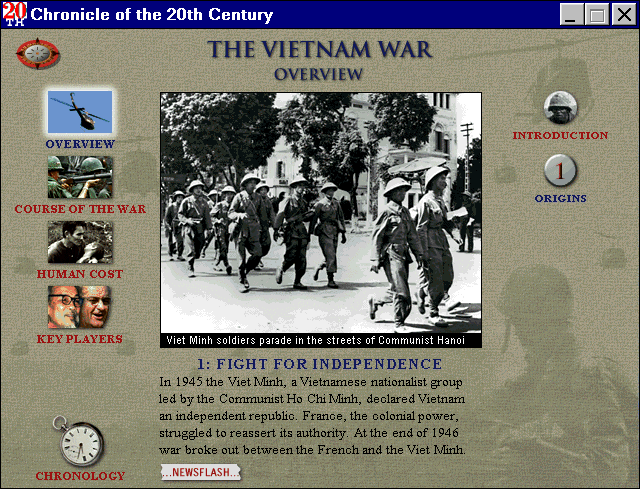 20
TH
Chronicle of the 20th Century
THE VIETNAM WAR
OVERVIEW
OVERVIEW
COURSE OF THE WAR
HUMAN COST
KEY PLAYERS
CHRONOLOGY
INTRODUCTION
1
ORIGINS
Viet Minh soldiers parade in the streets of Communist Hanoi
1: FIGHT FOR INDEPENDENCE
In 1945 the Viet Minh, a Vietnamese nationalist group
led by the Communist Ho Chi Minh, declared Vietnam
an independent republic. France, the colonial power,
struggled to reassert its authority. At the end of 1946
war broke out between the French and the Viet Minh.
...NEWSFLASH...